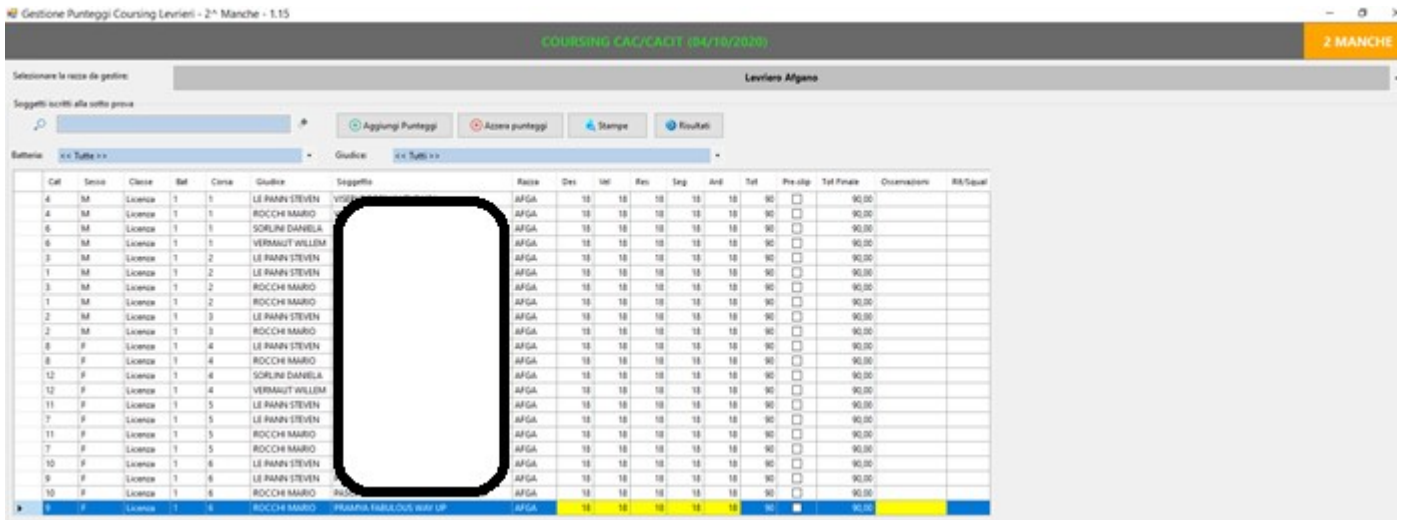 Gestione Punteggi Coursing Levrieri - 2^ Manche - 1.15
COURSING CAC/CACIT (04/10/2020)
2 MANCHE
Selezionare la razza da gestire:
Levriero Afgano
Soggetti iscritti alla sotto prova
Aggiungi Punteggi Azzera punteggi Stampe Risultati
Batteria: << Tutte >> Giudice: << Tutti >>
Cat Sesso Classe Bat Corsa Giudice Soggetto Razza Des Vel Res Seg Ard Tot Pre slip Tot Finale Osservazioni Rit/Squal
4 M Licenza 1 1 LE PANN STEVEN AFGA 18 18 18 18 18 90 90,00
4 M Licenza 1 1 ROCCHI MARIO AFGA 18 18 18 18 18 90 90,00
6 M Licenza 1 1 SORLINI DANIELA AFGA 18 18 18 18 18 90 90,00
6 M Licenza 1 1 VERMAUT WILLEM AFGA 18 18 18 18 18 90 90,00
3 M Licenza 1 2 LE PANN STEVEN AFGA 18 18 18 18 18 90 90,00
1 M Licenza 1 2 LE PANN STEVEN AFGA 18 18 18 18 18 90 90,00
3 M Licenza 1 2 ROCCHI MARIO AFGA 18 18 18 18 18 90 90,00
1 M Licenza 1 2 ROCCHI MARIO AFGA 18 18 18 18 18 90 90,00
2 M Licenza 1 3 LE PANN STEVEN AFGA 18 18 18 18 18 90 90,00
2 M Licenza 1 3 ROCCHI MARIO AFGA 18 18 18 18 18 90 90,00
8 F Licenza 1 4 LE PANN STEVEN AFGA 18 18 18 18 18 90 90,00
8 F Licenza 1 4 ROCCHI MARIO AFGA 18 18 18 18 18 90 90,00
12 F Licenza 1 4 SORLINI DANIELA AFGA 18 18 18 18 18 90 90,00
12 F Licenza 1 4 VERMAUT WILLEM AFGA 18 18 18 18 18 90 90,00
11 F Licenza 1 5 LE PANN STEVEN AFGA 18 18 18 18 18 90 90,00
7 F Licenza 1 5 LE PANN STEVEN AFGA 18 18 18 18 18 90 90,00
11 F Licenza 1 5 ROCCHI MARIO AFGA 18 18 18 18 18 90 90,00
7 F Licenza 1 5 ROCCHI MARIO AFGA 18 18 18 18 18 90 90,00
10 F Licenza 1 6 LE PANN STEVEN AFGA 18 18 18 18 18 90 90,00
9 F Licenza 1 6 LE PANN STEVEN AFGA 18 18 18 18 18 90 90,00
10 F Licenza 1 6 ROCCHI MARIO AFGA 18 18 18 18 18 90 90,00
9 F Licenza 1 6 ROCCHI MARIO PRAMYA FABULOUS WAY UP AFGA 18 18 18 18 18 90 90,00